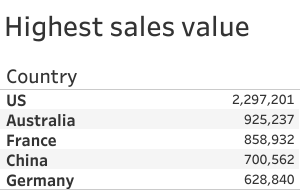 Highest sales value
Country
US 2,297,201
Australia 925,237
France 858,932
China 700,562
Germany 628,840